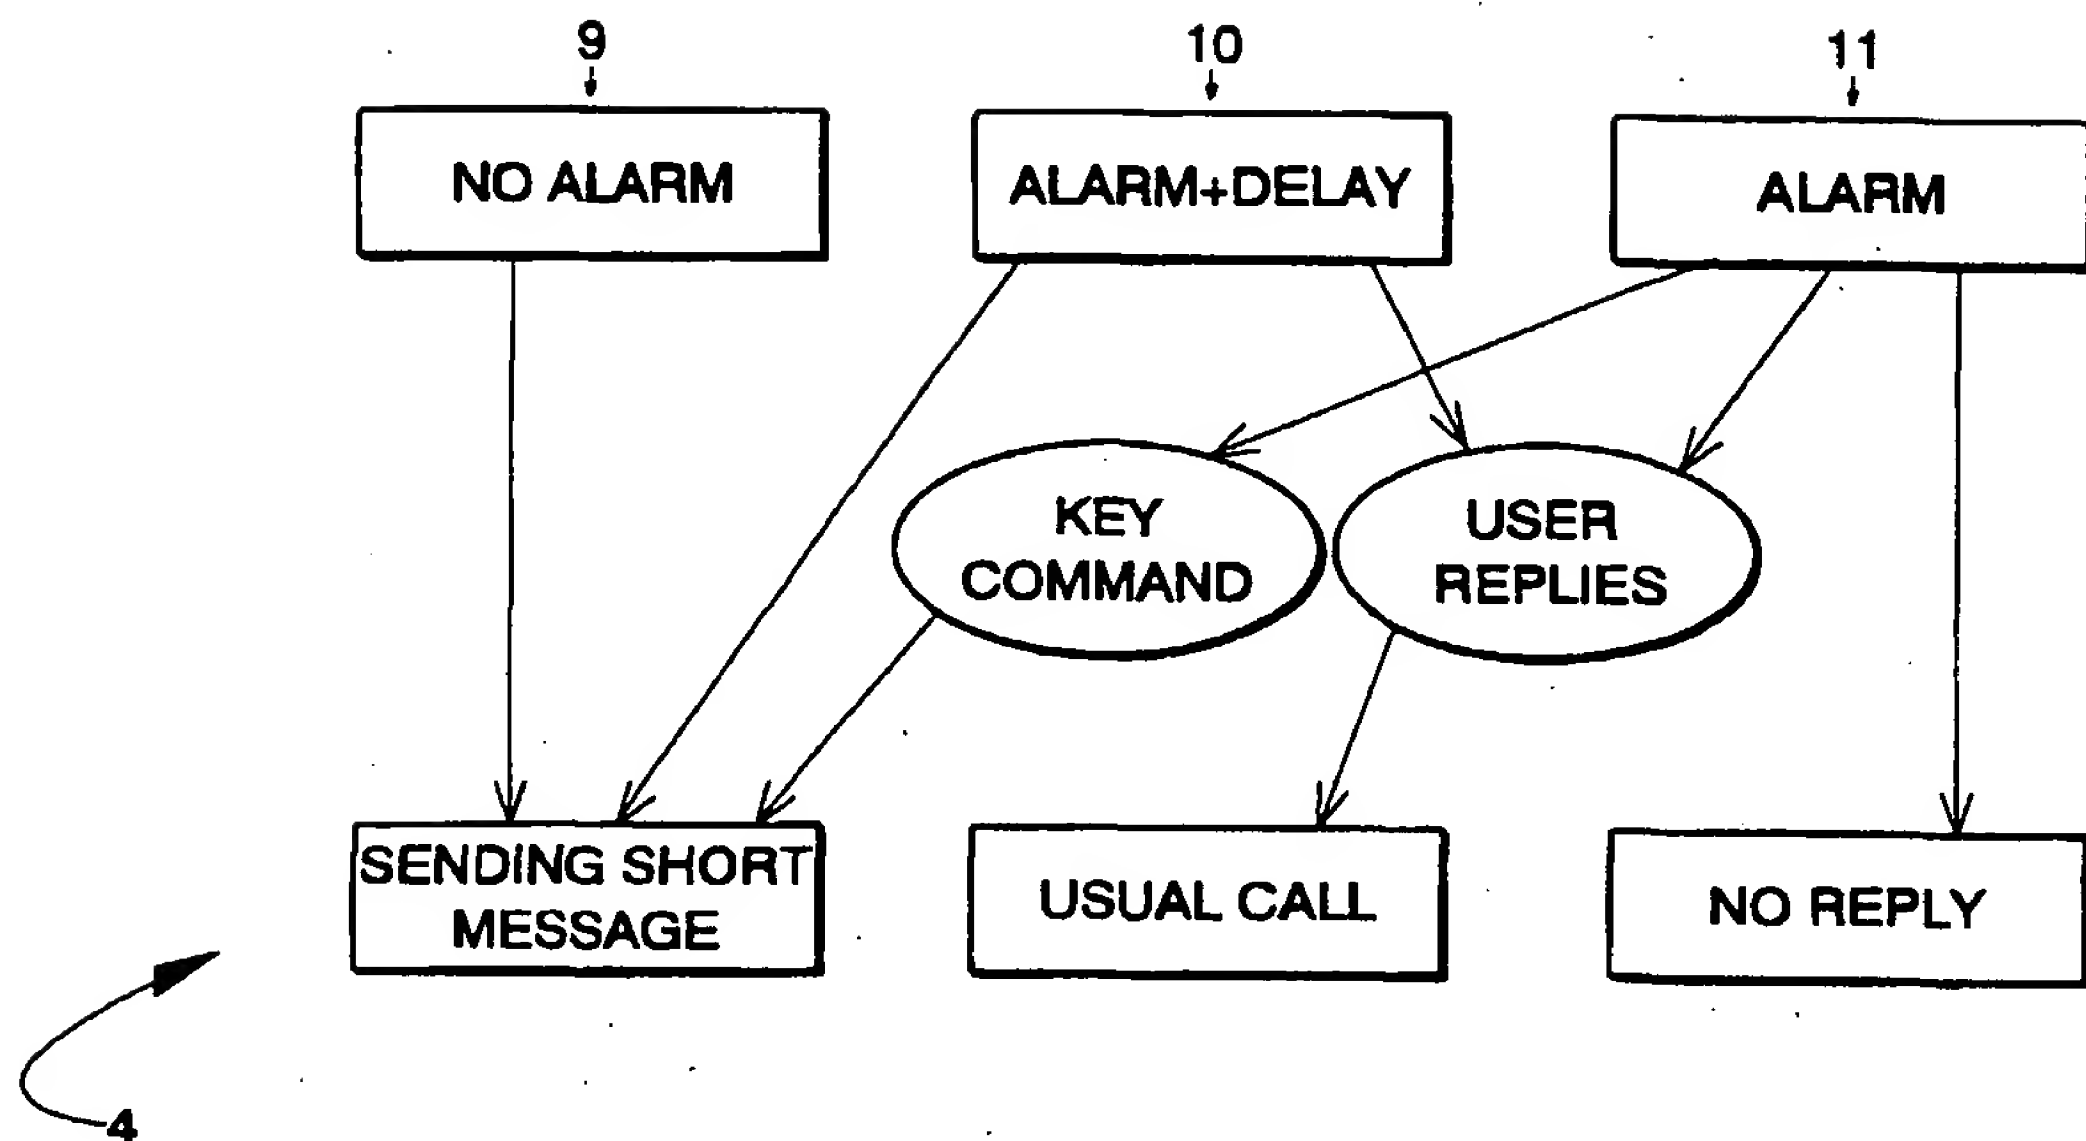 9
10
11
NO ALARM
ALARM+DELAY
ALARM
KEY
COMMAND
USER
REPLIES
SENDING SHORT
MESSAGE
USUAL CALL
NO REPLY
4